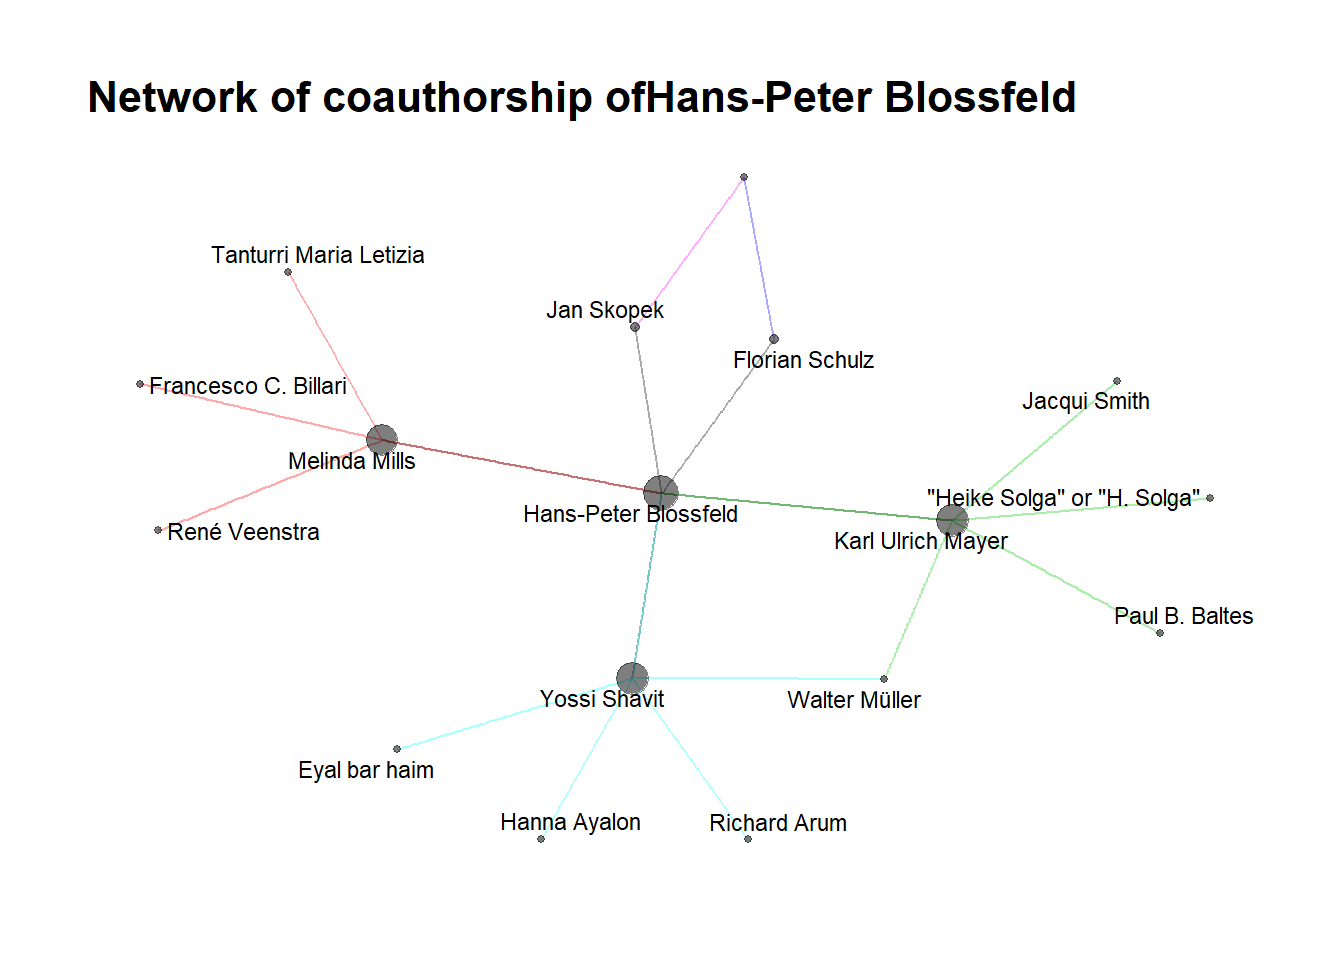 Network of coauthorship ofHans-Peter Blossfeld
Tanturri Maria Letizia
Jan Skopek
Florian Schulz
Francesco C. Billari
Jacqui Smith
Melinda Mills
"Heike Solga" or "H. Solga"
Hans-Peter Blossfeld
René Veenstra
Karl Ulrich Mayer
Paul B. Baltes
Yossi Shavit
Walter Müller
Eyal bar haim
Hanna Ayalon
Richard Arum